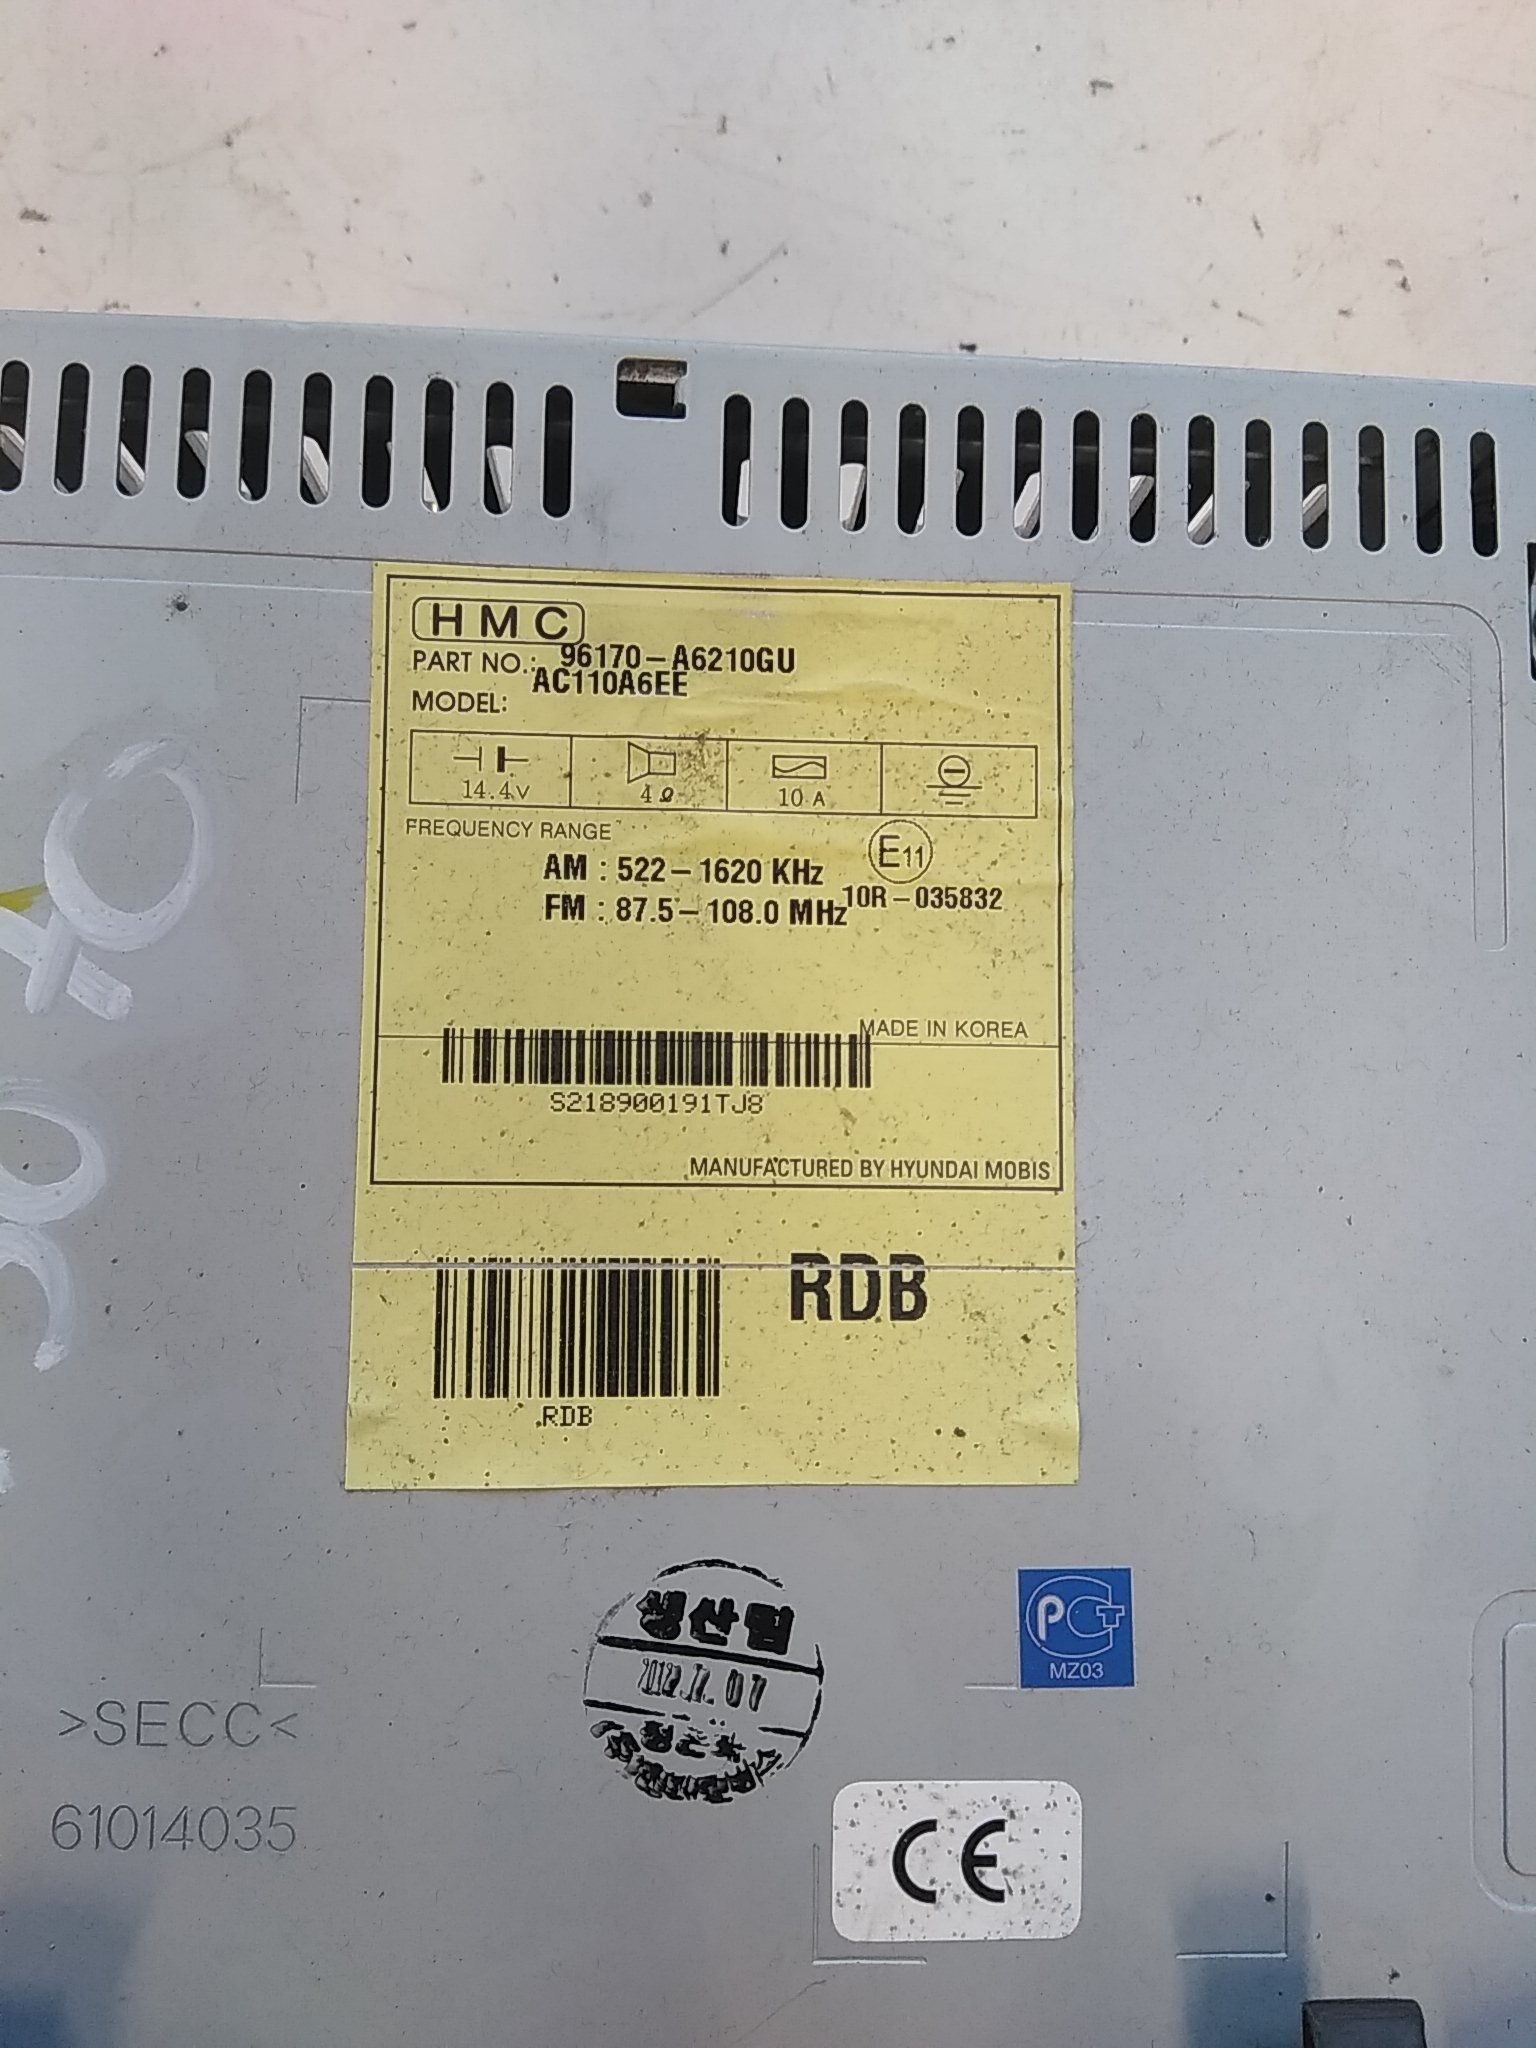 HMC
PART NO.: 96170-A6210GU
MODEL: AC110A6EE
14.4V 4Ω 10 A
FREQUENCY RANGE
E11
AM : 522-1620 KHz
10R-035832
FM : 87.5-108.0 MHz
MADE IN KOREA
S218900191TJ8
MANUFACTURED BY HYUNDAI MOBIS
RDB
RDB
생산팀
PCT
MZ03
>SECC<
61014035
CE